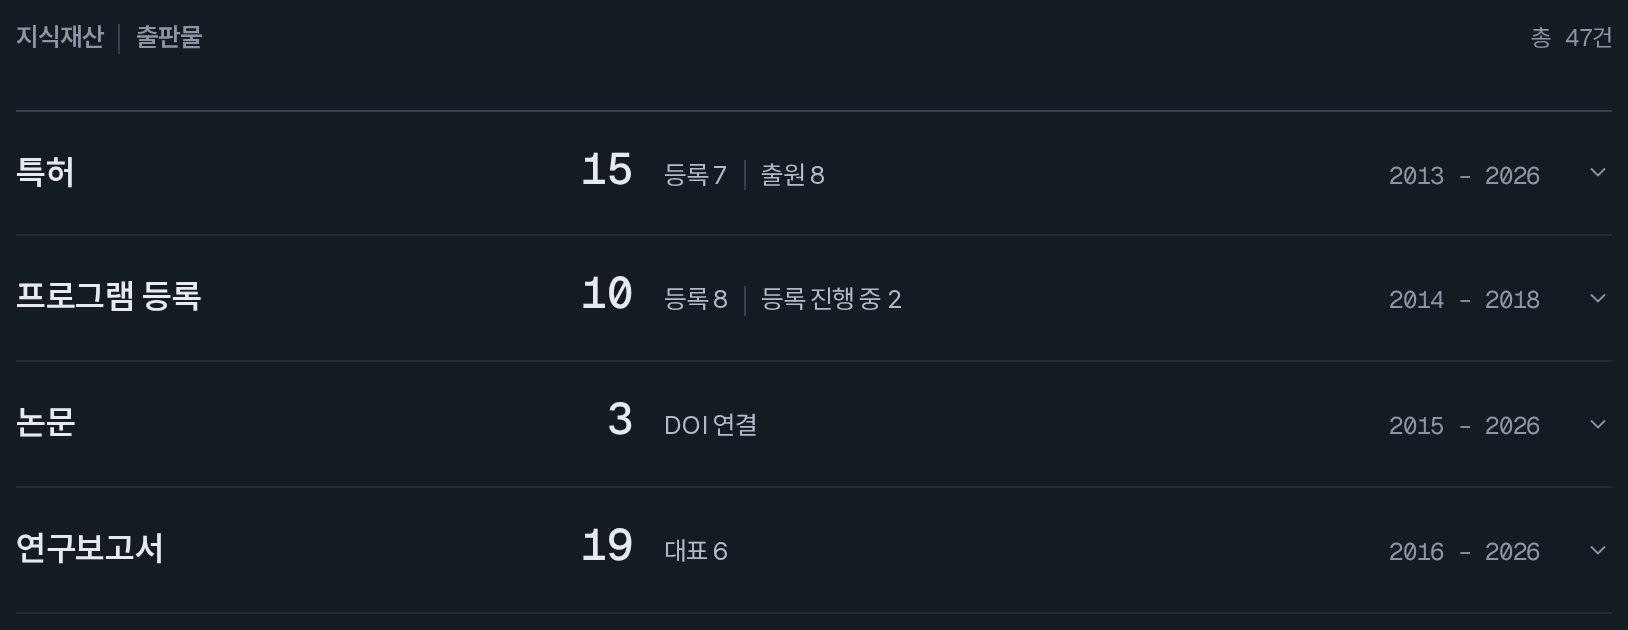 지식재산 | 출판물 총 47건
특허 15 등록 7 | 출원 8 2013 – 2026
프로그램 등록 10 등록 8 | 등록 진행 중 2 2014 – 2018
논문 3 DOI 연결 2015 – 2026
연구보고서 19 대표 6 2016 – 2026